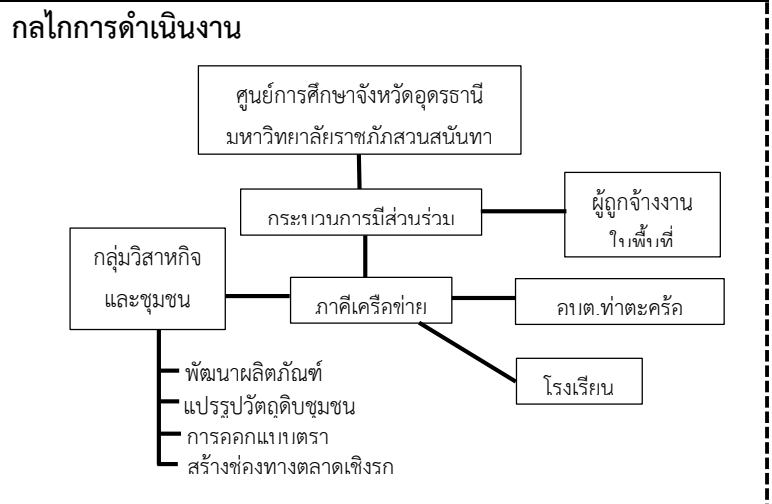 กลไกการดำเนินงาน
ศูนย์การศึกษาจังหวัดอุดรธานี
มหาวิทยาลัยราชภัภสวนสนันทา
กระบวนการมีส่วนร่วม
ผู้ถูกจ้างงาน
ในพื้นที่
กลุ่มวิสาหกิจ
และชุมชน
ภาคีเครือข่าย
อบต.ท่าตะคร้อ
โรงเรียน
พัฒนาผลิตภัณฑ์
แปรรูปวัตถุดิบชุมชน
การออกแบบตรา
สร้างช่องทางตลาดเชิงรก